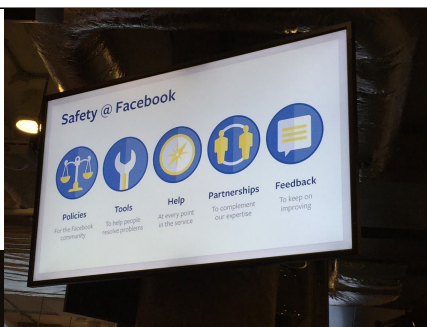 Safety @ Facebook
Policies
For the Facebook
community
Tools
To help people
resolve problems
Help
At every point
in the service
Partnerships
To complement
our expertise
Feedback
To keep on
improving